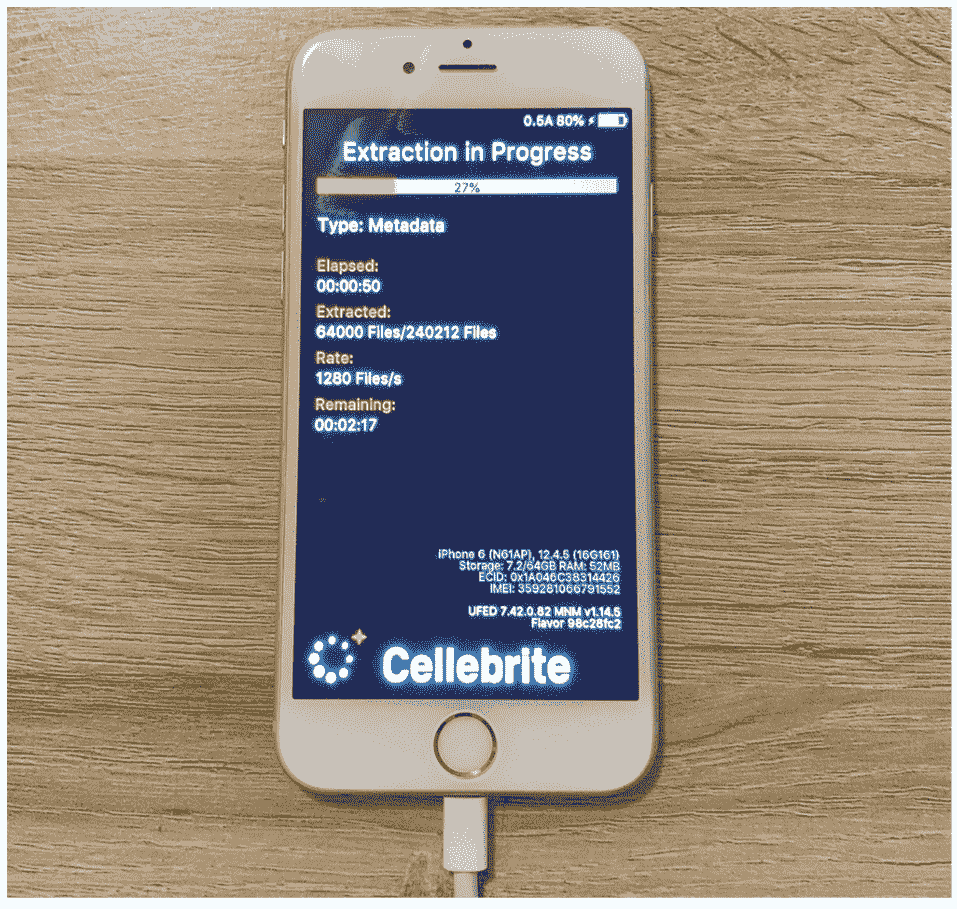 0.5A 80%
Extraction in Progress
27%
Type: Metadata
Elapsed:
00:00:50
Extracted:
64000 Files/240212 Files
Rate:
1280 Files/s
Remaining:
00:02:17
iPhone 6 (N61AP), 12.4.5 (16G161)
Storage: 7.2/64GB RAM: 52MB
ECID: 0x1A046C38314426
IMEI: 359281066791552
UFED 7.42.0.82 MNM v1.14.5
Flavor 98c28fc2
Cellebrite